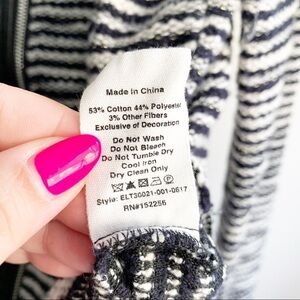 Made in China
53% Cotton 44% Polyester
3% Other Fibers
Exclusive of Decoration
Do Not Wash
Do Not Bleach
Do Not Tumble Dry
Cool Iron
Dry Clean Only
Style: ELT30021-001-0617
RN#152256